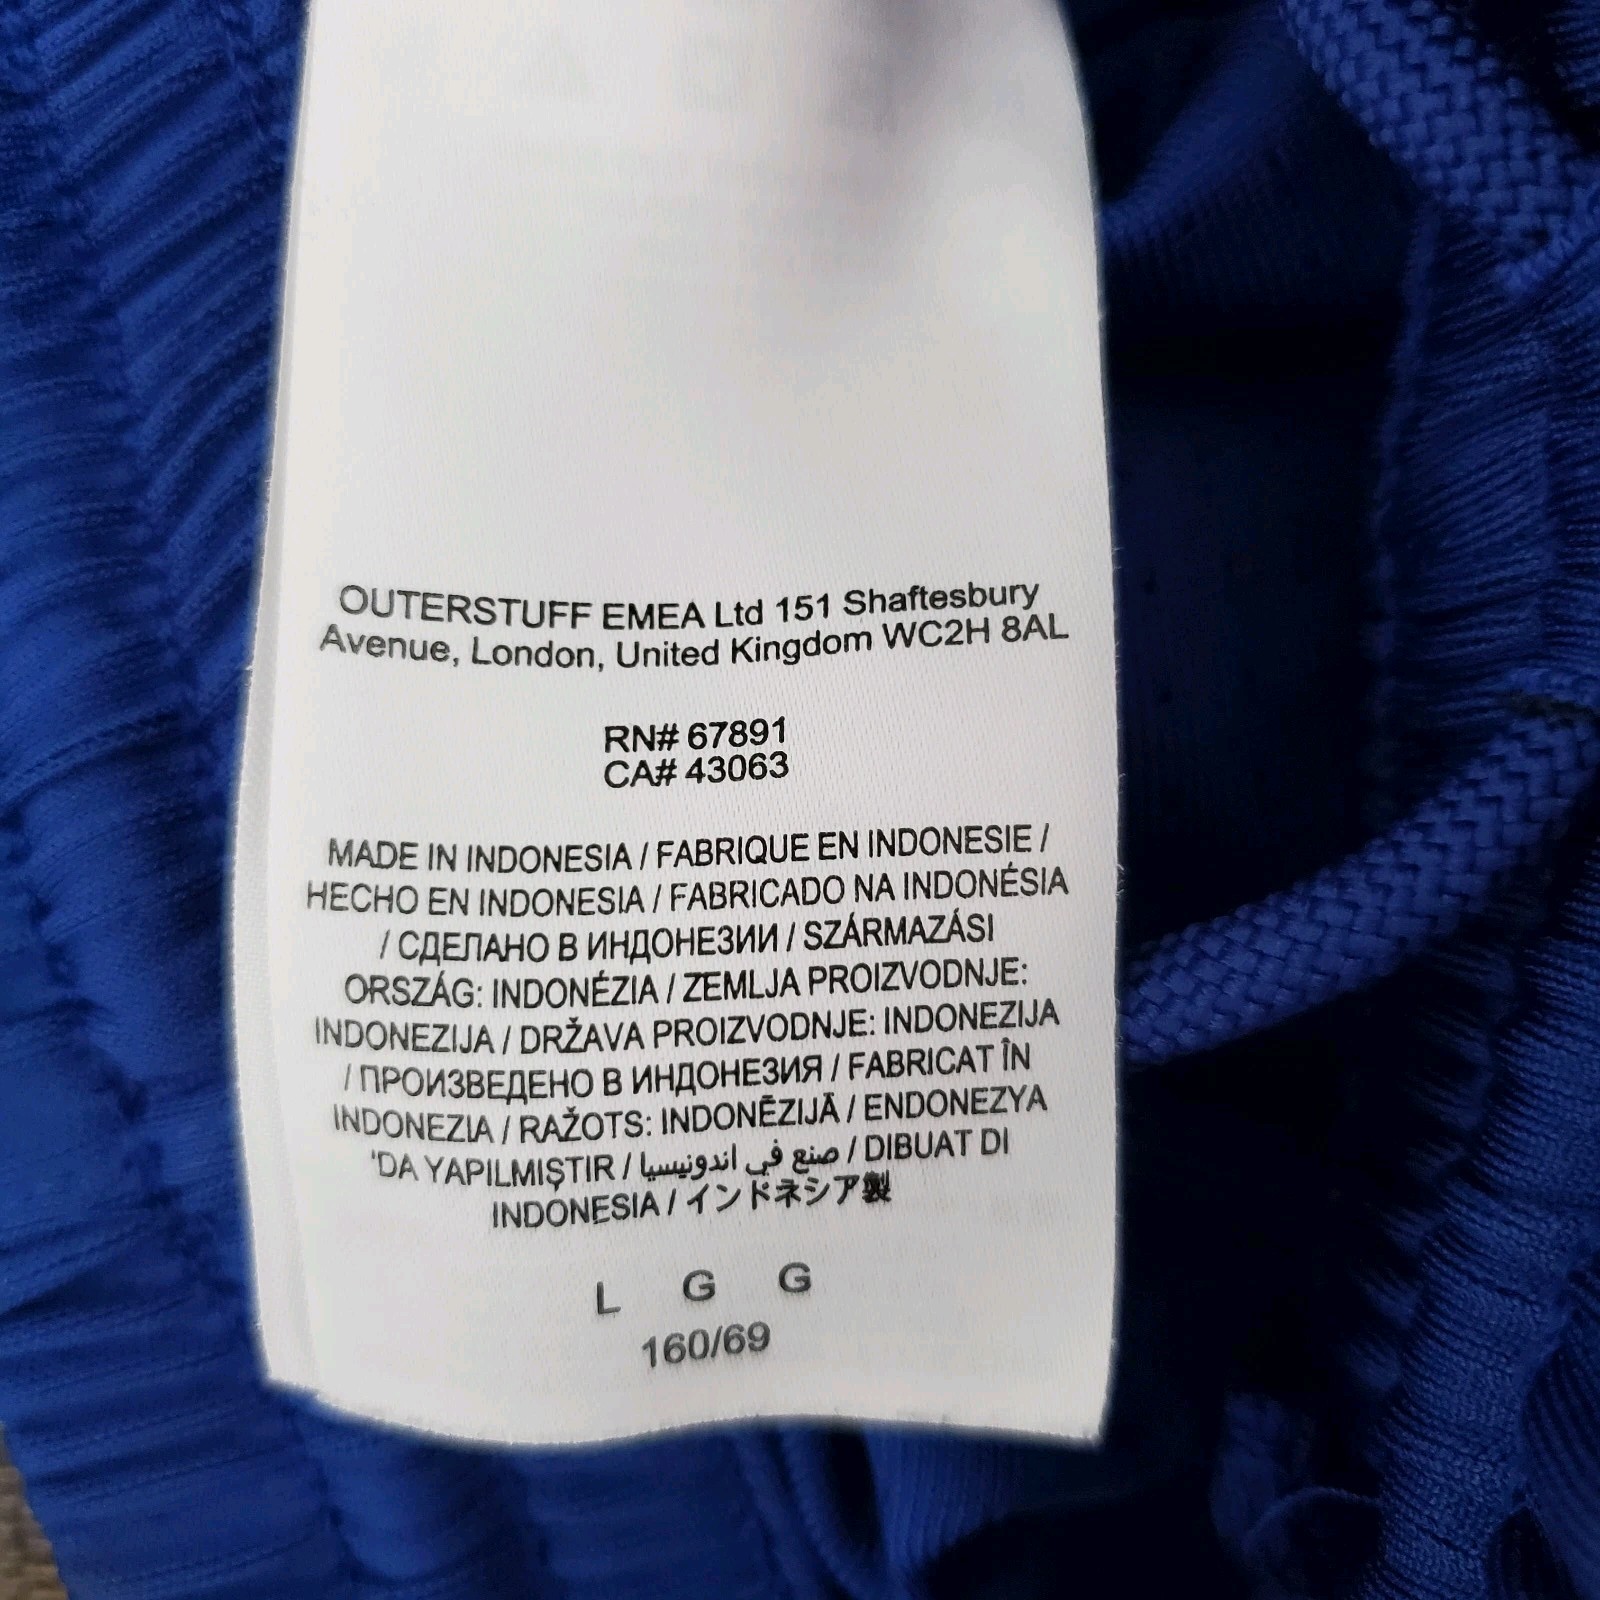 OUTERSTUFF EMEA Ltd 151 Shaftesbury
Avenue, London, United Kingdom WC2H 8AL
RN# 67891
CA# 43063
MADE IN INDONESIA / FABRIQUE EN INDONESIE /
HECHO EN INDONESIA / FABRICADO NA INDONÉSIA
/ СДЕЛАНО В ИНДОНЕЗИИ / SZÁRMAZÁSI
ORSZÁG: INDONÉZIA / ZEMLJA PROIZVODNJE:
INDONEZIJA / DRŽAVA PROIZVODNJE: INDONEZIJA
/ ПРОИЗВЕДЕНО В ИНДОНЕЗИЯ / FABRICAT ÎN
INDONEZIA / RAŽOTS: INDONĒZIJĀ / ENDONEZYA
'DA YAPILMIŞTIR / صنع في اندونيسيا / DIBUAT DI
INDONESIA / インドネシア製
L G G
160/69